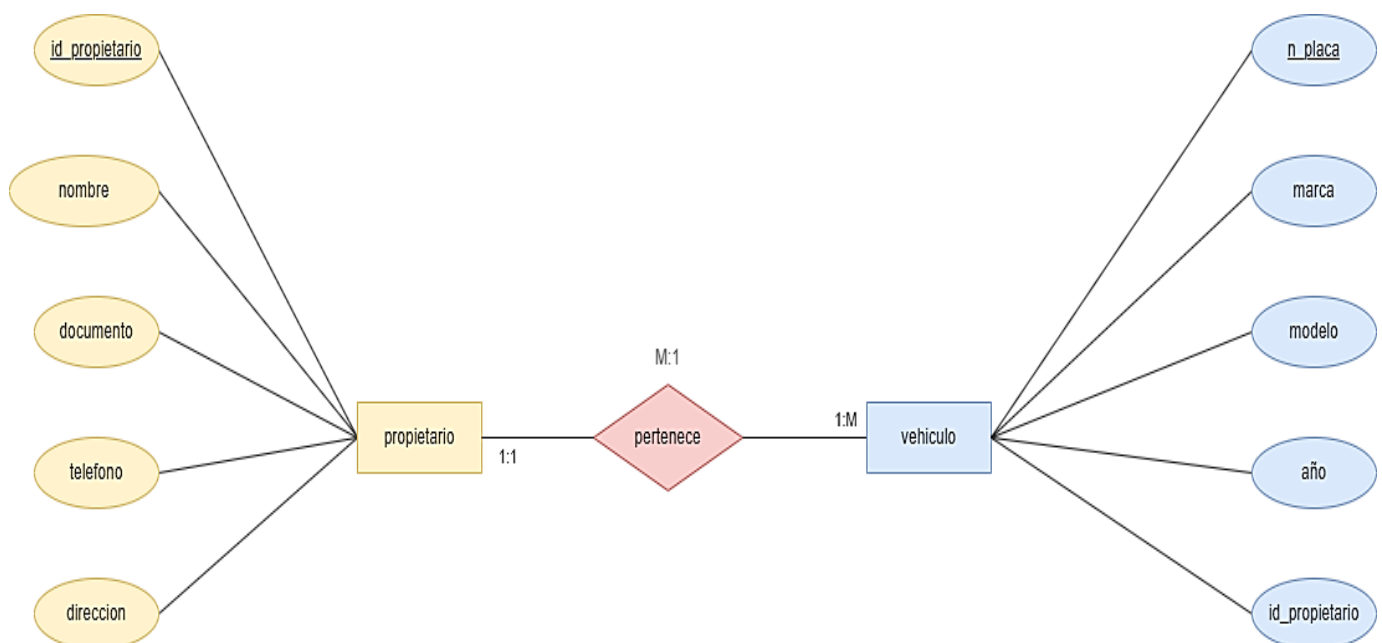 id_propietario
n_placa
nombre
marca
documento
modelo
M:1
propietario
1:1
pertenece
1:M
vehiculo
telefono
año
direccion
id_propietario